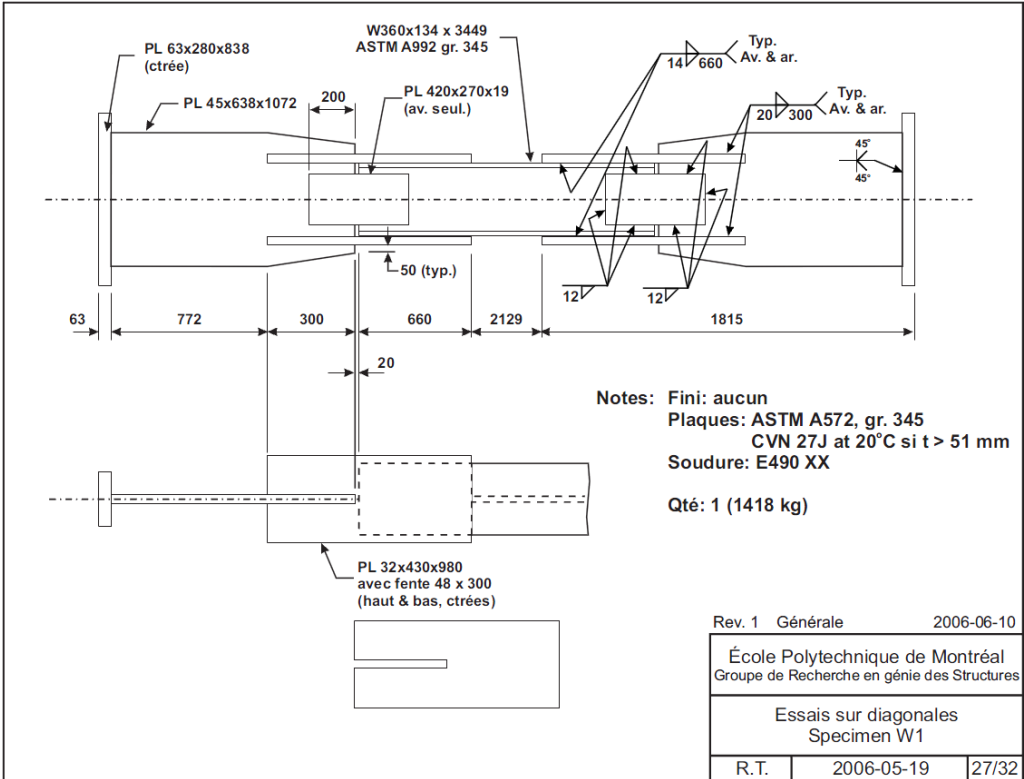 PL 63x280x838
(ctrée)
PL 45x638x1072
200
W360x134 x 3449
ASTM A992 gr. 345
PL 420x270x19
(av. seul.)
14
660
Typ.
Av. & ar.
20
300
Typ.
Av. & ar.
45°
45°
50 (typ.)
12
12
63
772
300
660
2129
1815
20
Notes: Fini: aucun
Plaques: ASTM A572, gr. 345
CVN 27J at 20°C si t > 51 mm
Soudure: E490 XX
Qté: 1 (1418 kg)
PL 32x430x980
avec fente 48 x 300
(haut & bas, ctrées)
Rev. 1 Générale 2006-06-10
École Polytechnique de Montréal
Groupe de Recherche en génie des Structures
Essais sur diagonales
Specimen W1
R.T. 2006-05-19 27/32